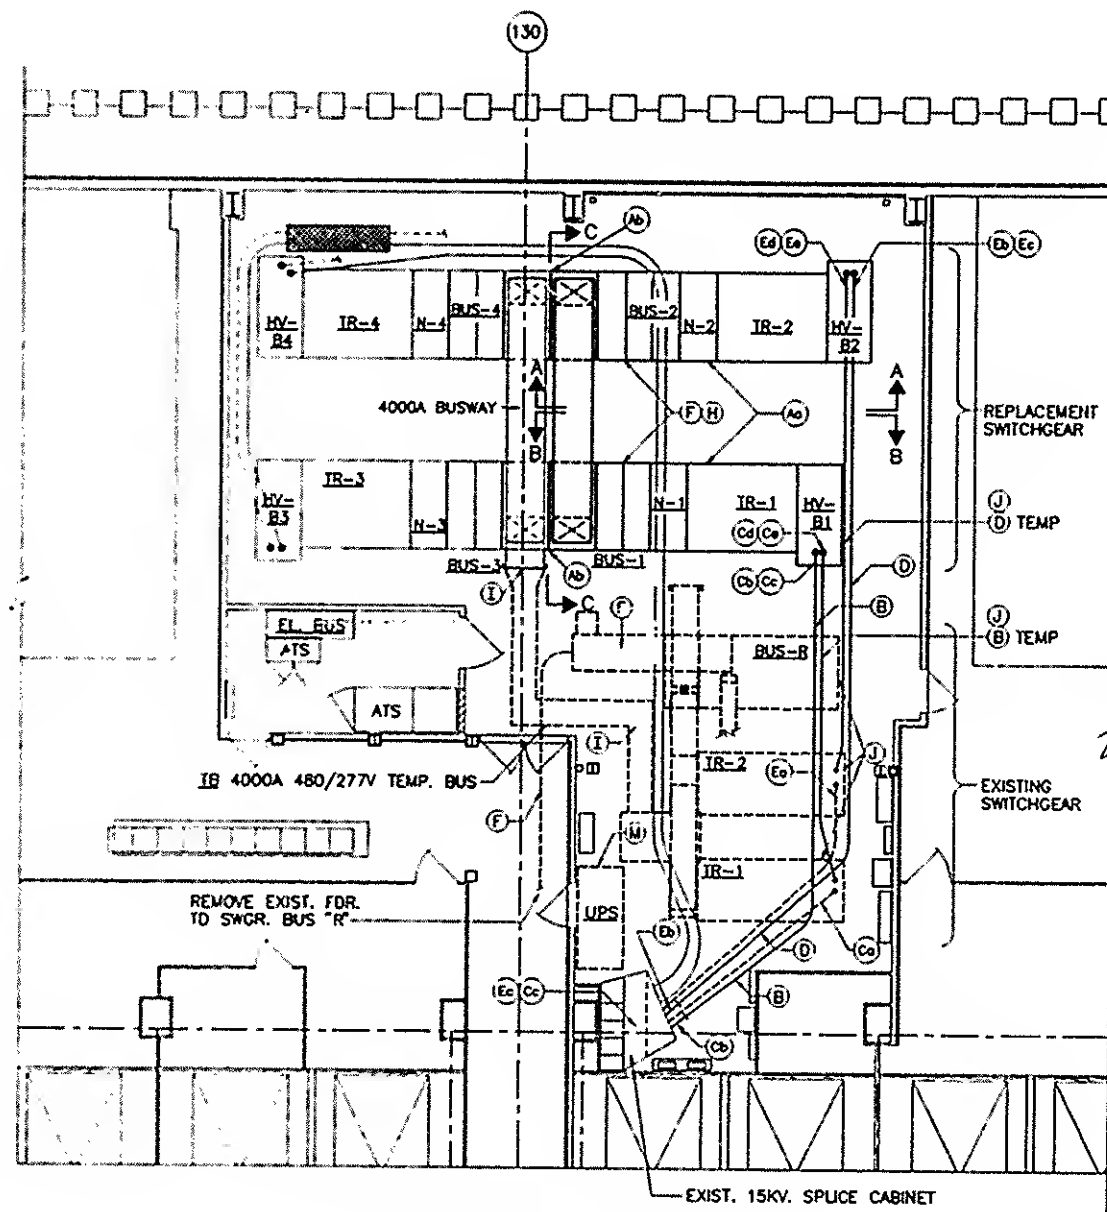 130
Ab
C
Ed Ee
Eb Ec
HV-
B4
TR-4
N-4
BUS-4
BUS-2
N-2
TR-2
HV-
B2
A
A
4000A BUSWAY
F H
Aa
REPLACEMENT
SWITCHGEAR
B
B
HV-
B3
TR-3
N-3
N-1
TR-1
HV-
B1
J
D TEMP
Cd Ce
BUS-3
BUS-1
I
Ab
Cb Cc
D
C
F
B
J
B TEMP
EL. BUS
ATS
BUS-R
ATS
I
TR-2
J
Ea
1B 4000A 480/277V TEMP. BUS
EXISTING
SWITCHGEAR
F
M
TR-1
REMOVE EXIST. FDR.
TO SWGR. BUS "R"
UPS
Eb
D
Ca
Ec Cc
B
Cb
EXIST. 15KV. SPLICE CABINET